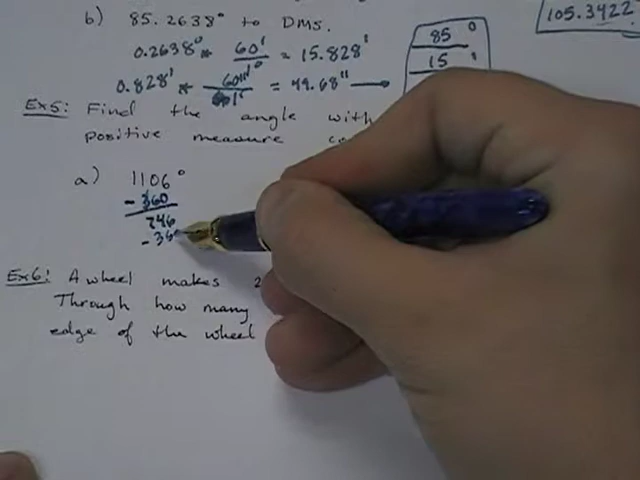 b) 85.2638° to DMS.
105.3422
0.2638° * 60'/1° = 15.828'
85°
15'
0.828' * 60"/1' = 49.68"
Ex5: Find the angle with
positive measure
a) 1106°
- 360
746
- 36
Ex6: A wheel makes 2
Through how many
edge of the wheel